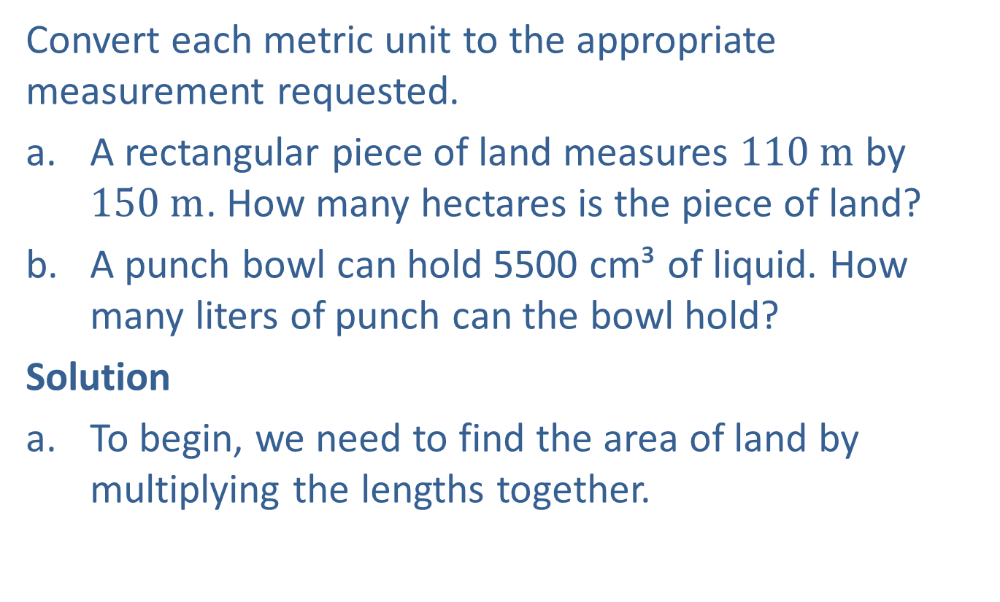 Convert each metric unit to the appropriate
measurement requested.
a. A rectangular piece of land measures 110 m by
150 m. How many hectares is the piece of land?
b. A punch bowl can hold 5500 cm³ of liquid. How
many liters of punch can the bowl hold?
Solution
a. To begin, we need to find the area of land by
multiplying the lengths together.